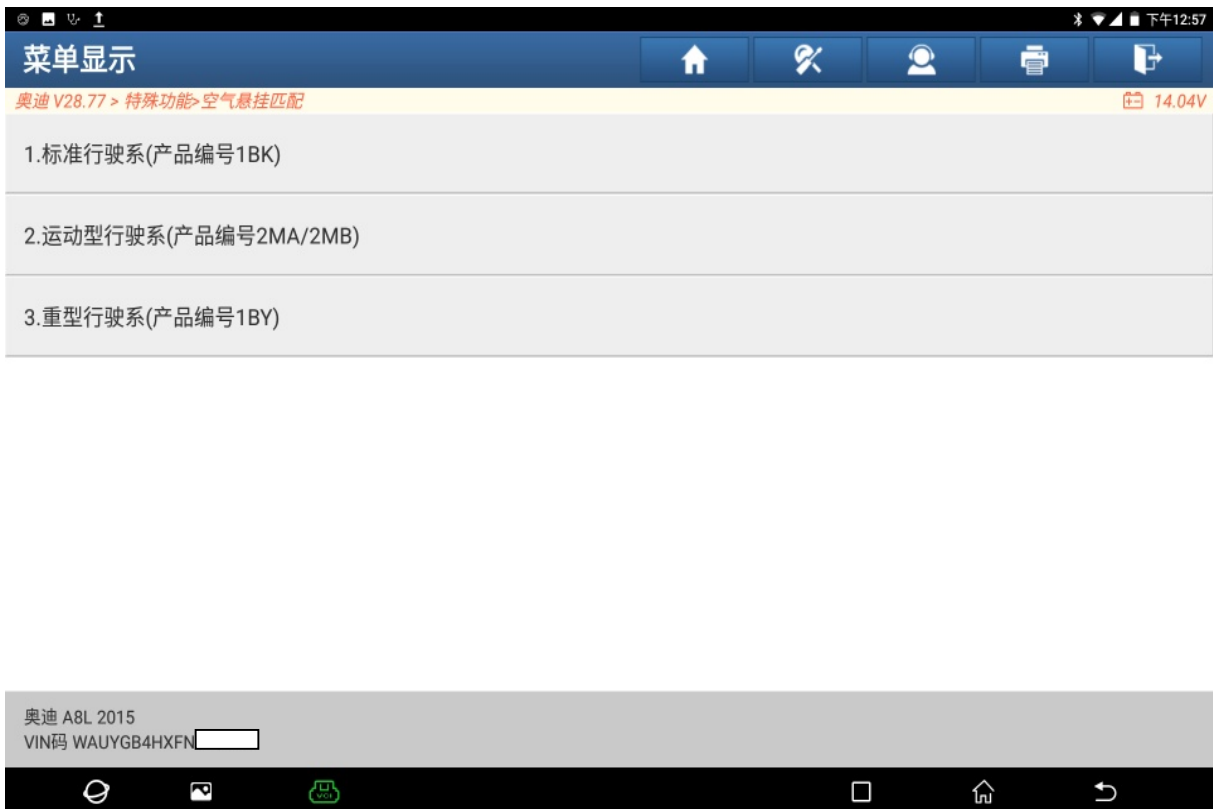 下午12:57
菜单显示
奥迪 V28.77 > 特殊功能>空气悬挂匹配
14.04V
1.标准行驶系(产品编号1BK)
2.运动型行驶系(产品编号2MA/2MB)
3.重型行驶系(产品编号1BY)
奥迪 A8L 2015
VIN码 WAUYGB4HXFN
VCI